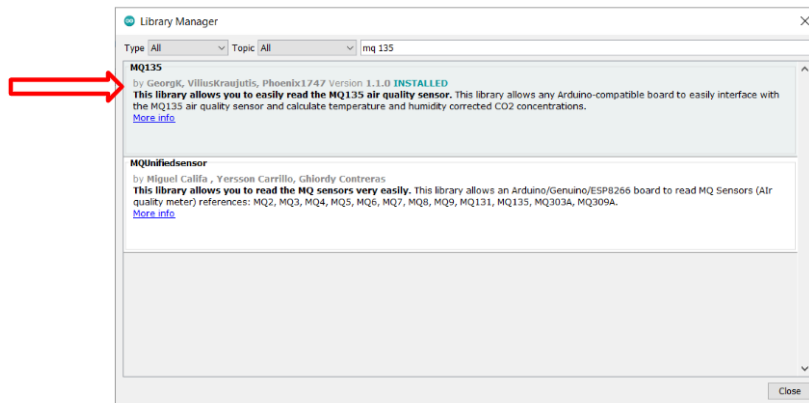 Library Manager
Type All Topic All mq 135
MQ135
by GeorgK, ViliusKraujutis, Phoenix1747 Version 1.1.0 INSTALLED
This library allows you to easily read the MQ135 air quality sensor. This library allows any Arduino-compatible board to easily interface with
the MQ135 air quality sensor and calculate temperature and humidity corrected CO2 concentrations.
More info
MQUnifiedsensor
by Miguel Califa , Yersson Carrillo, Ghiordy Contreras
This library allows you to read the MQ sensors very easily. This library allows an Arduino/Genuino/ESP8266 board to read MQ Sensors (AIr
quality meter) references: MQ2, MQ3, MQ4, MQ5, MQ6, MQ7, MQ8, MQ9, MQ131, MQ135, MQ303A, MQ309A.
More info
Close